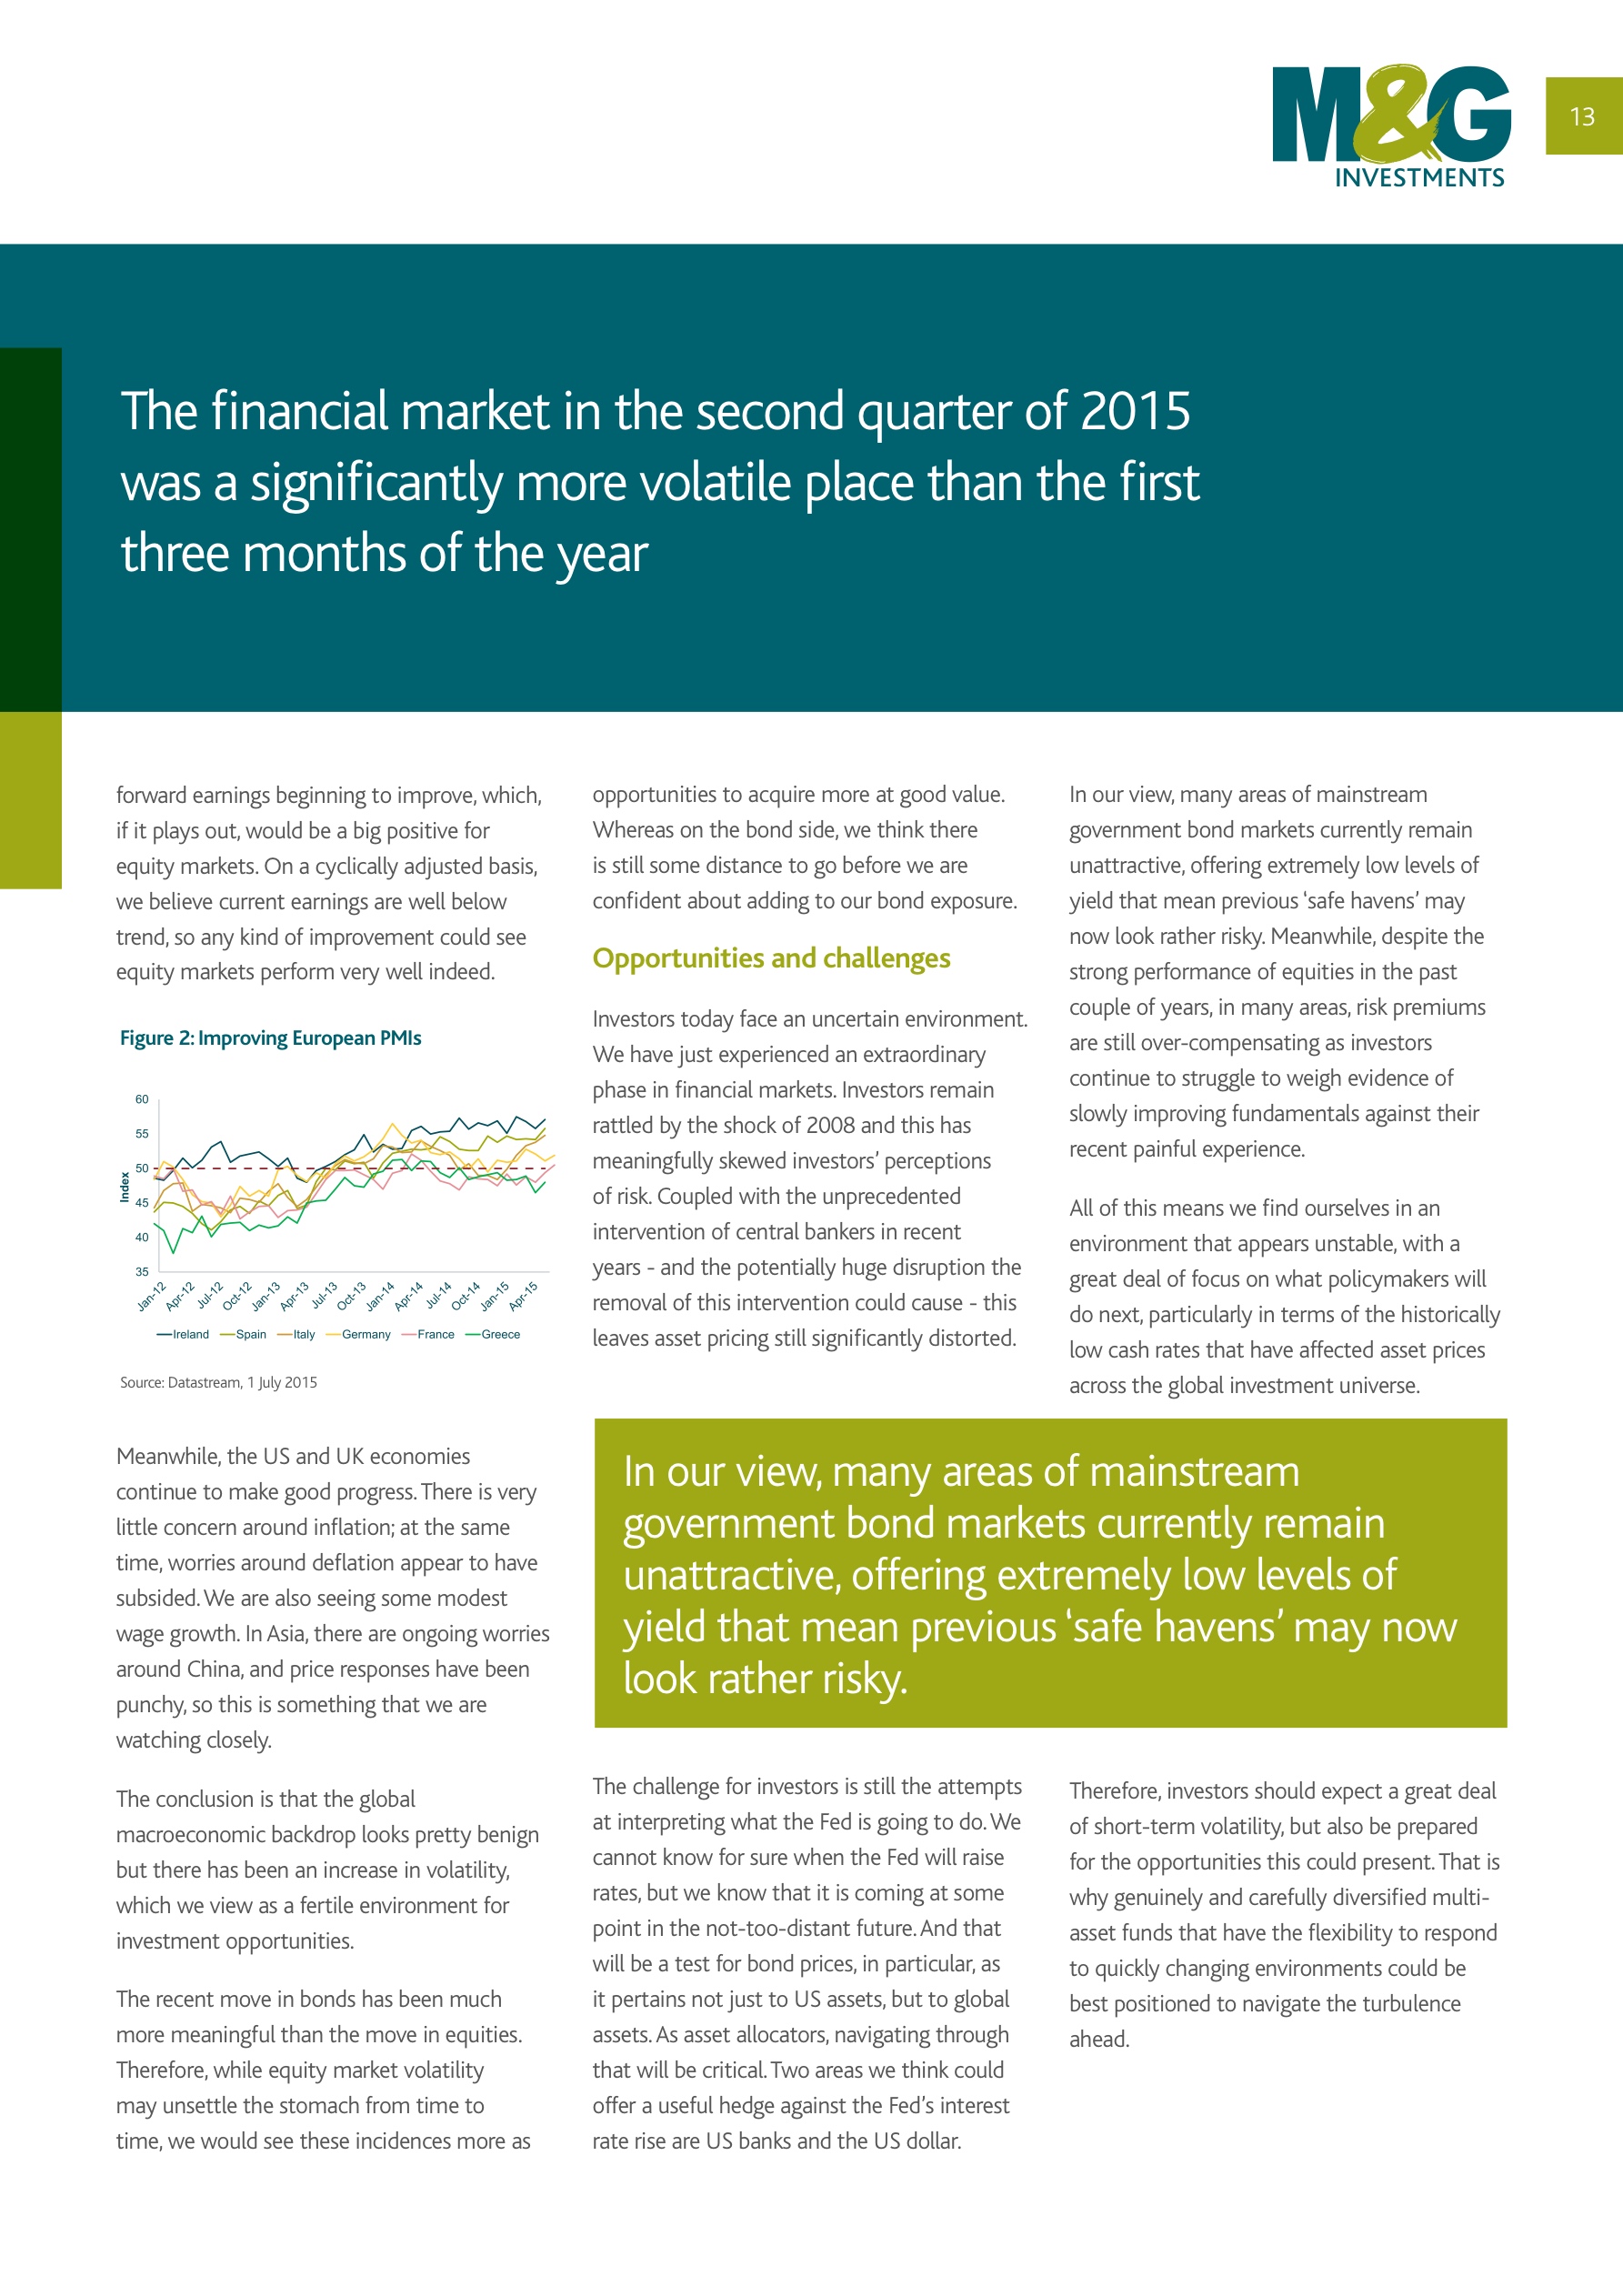 M&G
INVESTMENTS
13
The financial market in the second quarter of 2015
was a significantly more volatile place than the first
three months of the year
forward earnings beginning to improve, which,
if it plays out, would be a big positive for
equity markets. On a cyclically adjusted basis,
we believe current earnings are well below
trend, so any kind of improvement could see
equity markets perform very well indeed.
Figure 2: Improving European PMIs
60
55
50
45
40
35
Index
Jan-12
Apr-12
Jul-12
Oct-12
Jan-13
Apr-13
Jul-13
Oct-13
Jan-14
Apr-14
Jul-14
Oct-14
Jan-15
Apr-15
Ireland Spain Italy Germany France Greece
Source: Datastream, 1 July 2015
Meanwhile, the US and UK economies
continue to make good progress. There is very
little concern around inflation; at the same
time, worries around deflation appear to have
subsided. We are also seeing some modest
wage growth. In Asia, there are ongoing worries
around China, and price responses have been
punchy, so this is something that we are
watching closely.
The conclusion is that the global
macroeconomic backdrop looks pretty benign
but there has been an increase in volatility,
which we view as a fertile environment for
investment opportunities.
The recent move in bonds has been much
more meaningful than the move in equities.
Therefore, while equity market volatility
may unsettle the stomach from time to
time, we would see these incidences more as
opportunities to acquire more at good value.
Whereas on the bond side, we think there
is still some distance to go before we are
confident about adding to our bond exposure.
Opportunities and challenges
Investors today face an uncertain environment.
We have just experienced an extraordinary
phase in financial markets. Investors remain
rattled by the shock of 2008 and this has
meaningfully skewed investors' perceptions
of risk. Coupled with the unprecedented
intervention of central bankers in recent
years - and the potentially huge disruption the
removal of this intervention could cause - this
leaves asset pricing still significantly distorted.
In our view, many areas of mainstream
government bond markets currently remain
unattractive, offering extremely low levels of
yield that mean previous ‘safe havens’ may now
look rather risky.
The challenge for investors is still the attempts
at interpreting what the Fed is going to do. We
cannot know for sure when the Fed will raise
rates, but we know that it is coming at some
point in the not-too-distant future. And that
will be a test for bond prices, in particular, as
it pertains not just to US assets, but to global
assets. As asset allocators, navigating through
that will be critical. Two areas we think could
offer a useful hedge against the Fed's interest
rate rise are US banks and the US dollar.
In our view, many areas of mainstream
government bond markets currently remain
unattractive, offering extremely low levels of
yield that mean previous ‘safe havens’ may
now look rather risky. Meanwhile, despite the
strong performance of equities in the past
couple of years, in many areas, risk premiums
are still over-compensating as investors
continue to struggle to weigh evidence of
slowly improving fundamentals against their
recent painful experience.
All of this means we find ourselves in an
environment that appears unstable, with a
great deal of focus on what policymakers will
do next, particularly in terms of the historically
low cash rates that have affected asset prices
across the global investment universe.
Therefore, investors should expect a great deal
of short-term volatility, but also be prepared
for the opportunities this could present. That is
why genuinely and carefully diversified multi-
asset funds that have the flexibility to respond
to quickly changing environments could be
best positioned to navigate the turbulence
ahead.